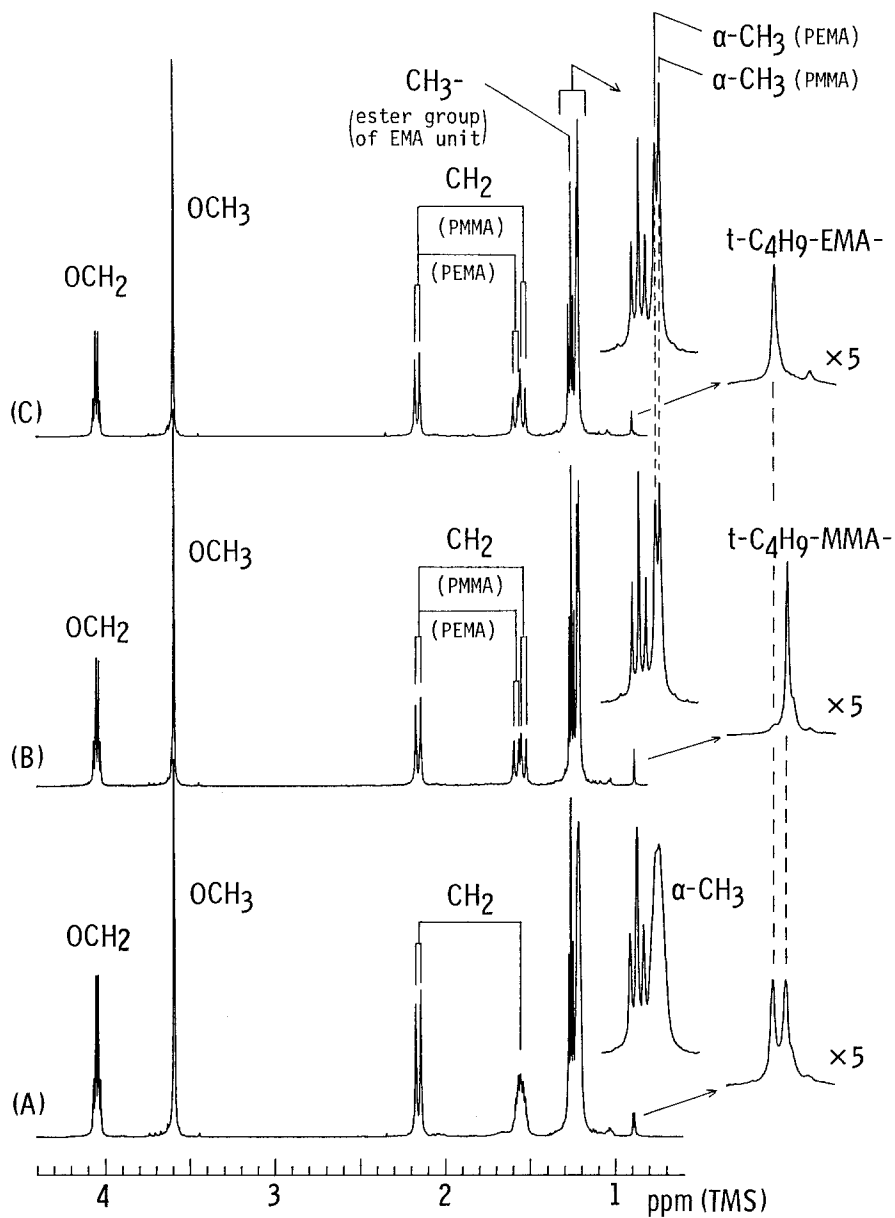 α-CH3 (PEMA)
α-CH3 (PMMA)
CH3-
(ester group
of EMA unit)
CH2
(PMMA)
(PEMA)
OCH3
OCH2
t-C4H9-EMA-
×5
(C)
CH2
(PMMA)
(PEMA)
OCH3
OCH2
t-C4H9-MMA-
×5
(B)
α-CH3
CH2
OCH3
OCH2
×5
(A)
4 3 2 1 ppm (TMS)